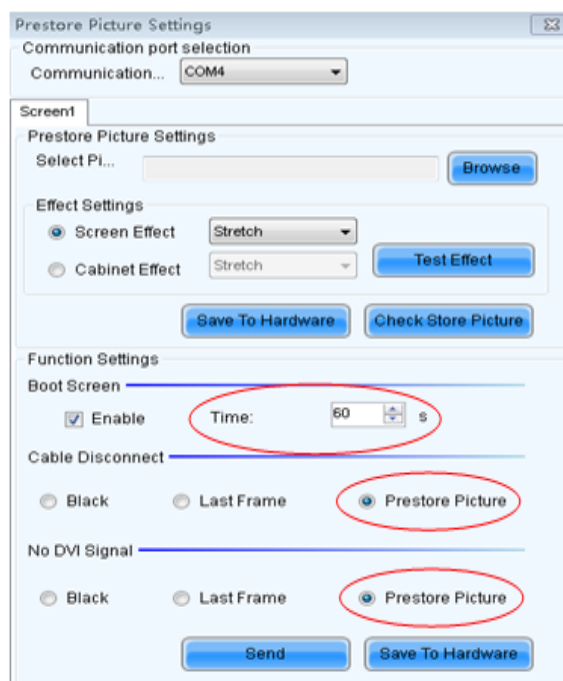 Prestore Picture Settings
Communication port selection
Communication... COM4
Screen1
Prestore Picture Settings
Select Pi... Browse
Effect Settings
Screen Effect Stretch
Cabinet Effect Stretch Test Effect
Save To Hardware Check Store Picture
Function Settings
Boot Screen
Enable Time: 60 s
Cable Disconnect
Black Last Frame Prestore Picture
No DVI Signal
Black Last Frame Prestore Picture
Send Save To Hardware